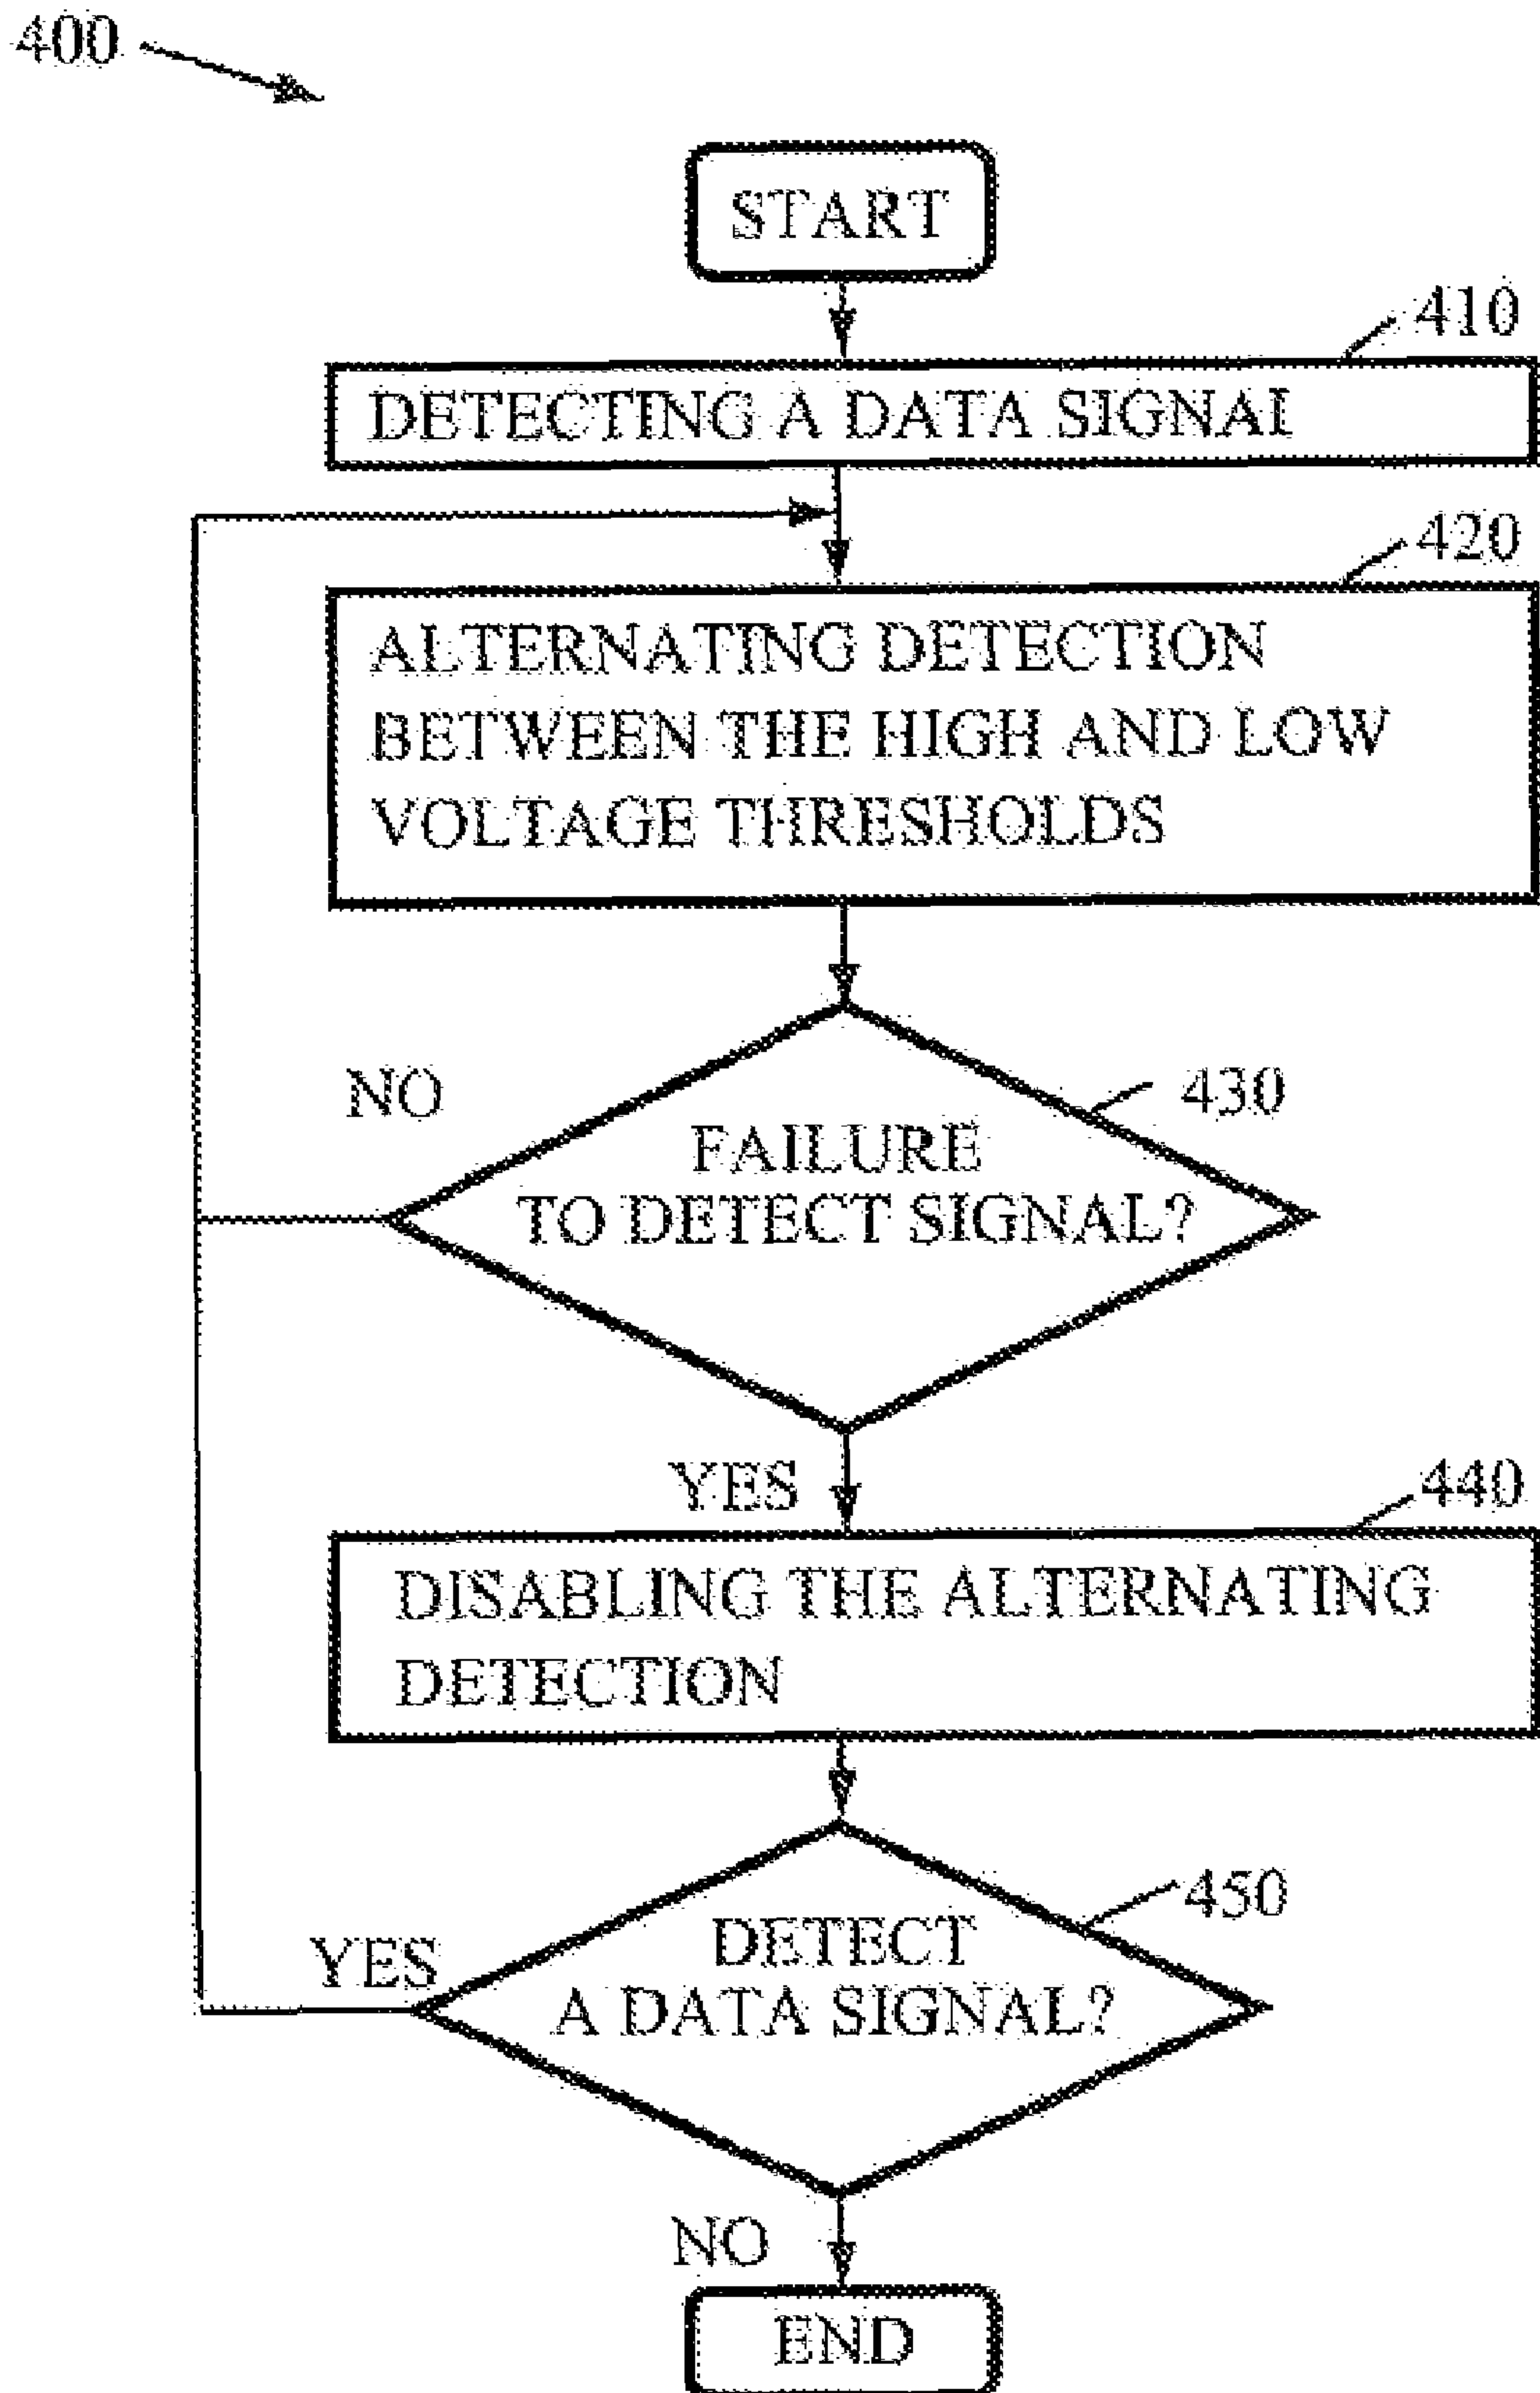 400
START
410
DETECTING A DATA SIGNAL
420
ALTERNATING DETECTION
BETWEEN THE HIGH AND LOW
VOLTAGE THRESHOLDS
NO
430
FAILURE
TO DETECT SIGNAL?
YES
440
DISABLING THE ALTERNATING
DETECTION
450
DETECT
YES
A DATA SIGNAL?
NO
END